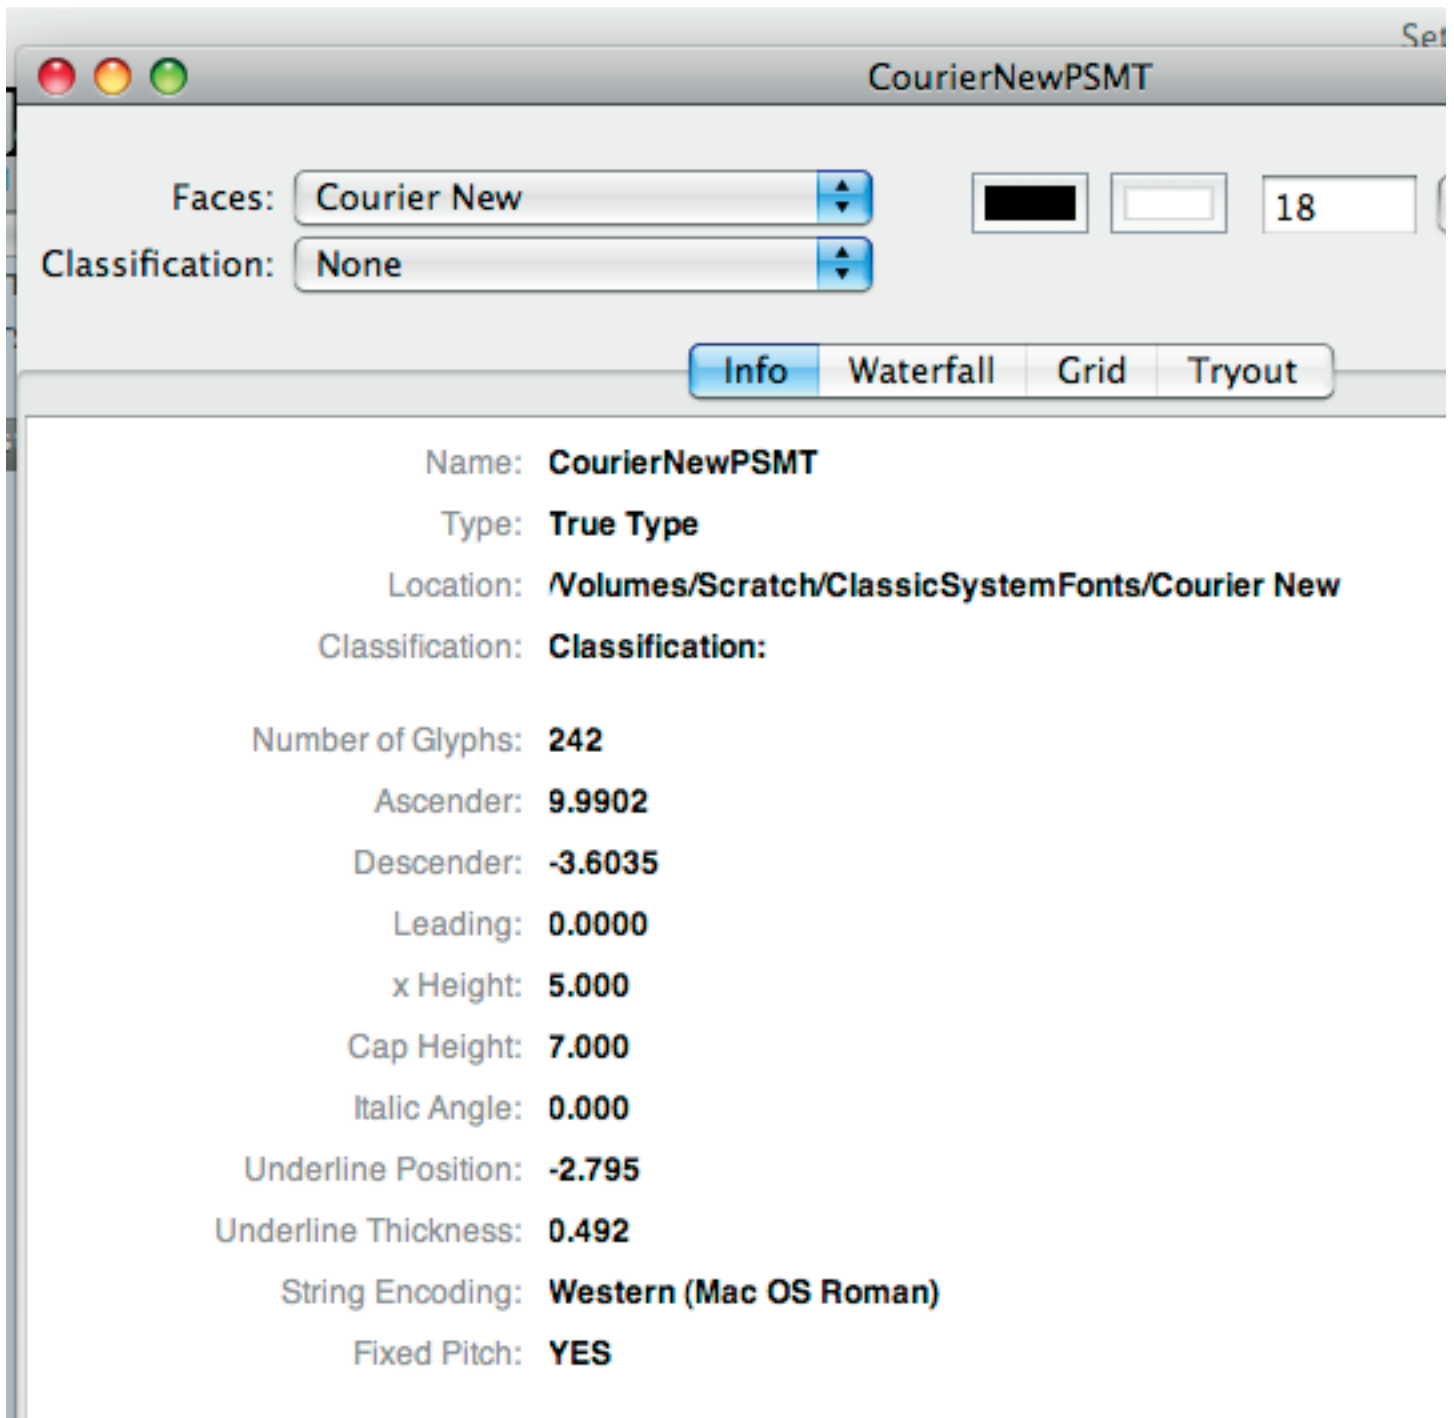 Set
CourierNewPSMT
Faces: Courier New
18
Classification: None
Info Waterfall Grid Tryout
Name: CourierNewPSMT
Type: True Type
Location: /Volumes/Scratch/ClassicSystemFonts/Courier New
Classification: Classification:
Number of Glyphs: 242
Ascender: 9.9902
Descender: -3.6035
Leading: 0.0000
x Height: 5.000
Cap Height: 7.000
Italic Angle: 0.000
Underline Position: -2.795
Underline Thickness: 0.492
String Encoding: Western (Mac OS Roman)
Fixed Pitch: YES